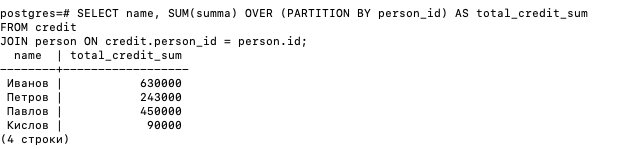 postgres=# SELECT name, SUM(summa) OVER (PARTITION BY person_id) AS total_credit_sum
FROM credit
JOIN person ON credit.person_id = person.id;
  name  | total_credit_sum
--------+------------------
 Иванов |           630000
 Петров |           243000
 Павлов |           450000
 Кислов |            90000
(4 строки)